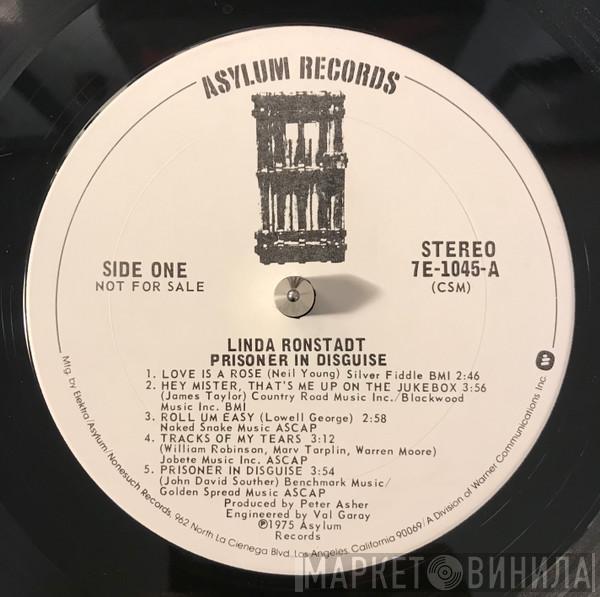 ASYLUM RECORDS
SIDE ONE
NOT FOR SALE
STEREO
7E-1045-A
(CSM)
LINDA RONSTADT
PRISONER IN DISGUISE
1. LOVE IS A ROSE (Neil Young) Silver Fiddle BMI 2:46
2. HEY MISTER, THAT'S ME UP ON THE JUKEBOX 3:56
(James Taylor) Country Road Music Inc./Blackwood
Music Inc. BMI
3. ROLL UM EASY (Lowell George) 2:58
Naked Snake Music ASCAP
4. TRACKS OF MY TEARS 3:12
(William Robinson, Marv Tarplin, Warren Moore)
Jobete Music Inc. ASCAP
5. PRISONER IN DISGUISE 3:54
(John David Souther) Benchmark Music/
Golden Spread Music ASCAP
Produced by Peter Asher
Engineered by Val Garay
℗1975 Asylum
Records
Mfg. by Elektra/Asylum/Nonesuch Records, 962 North La Cienega Blvd. Los Angeles, California 90069/A Division of Warner Communications Inc.
МАРКЕТ ВИНИЛА